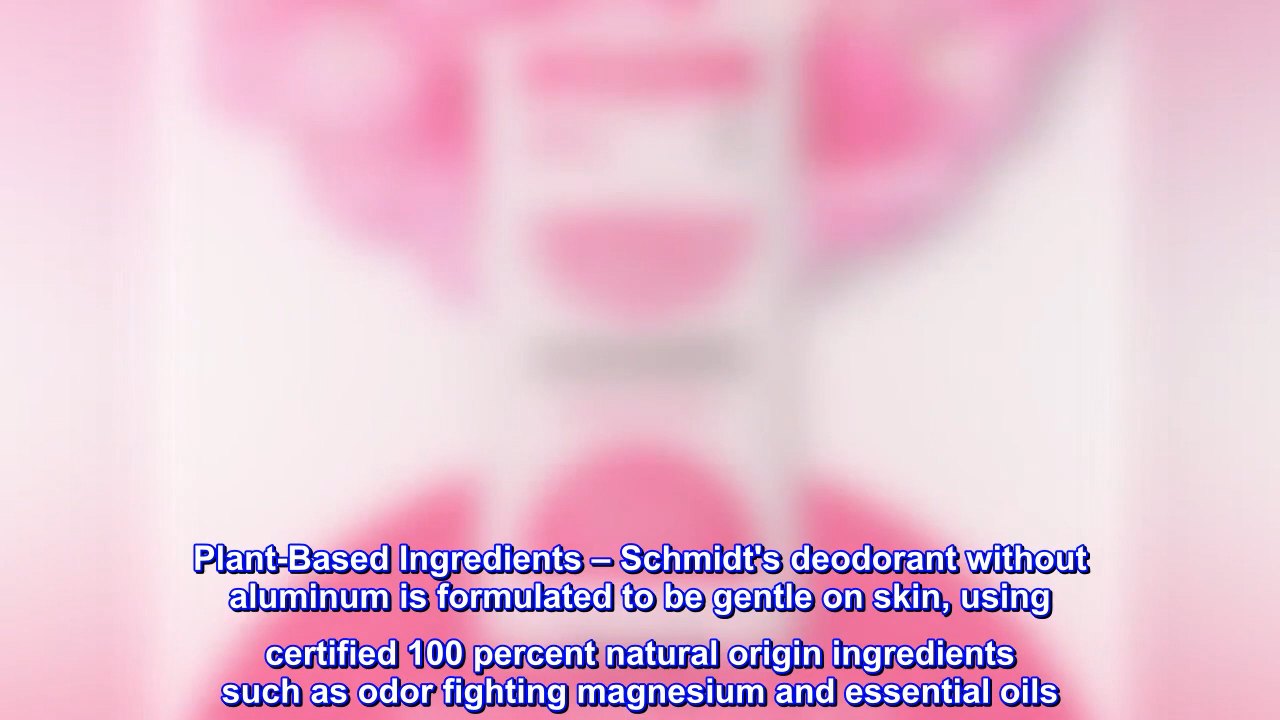 Plant-Based Ingredients – Schmidt's deodorant without
aluminum is formulated to be gentle on skin, using
certified 100 percent natural origin ingredients
such as odor fighting magnesium and essential oils